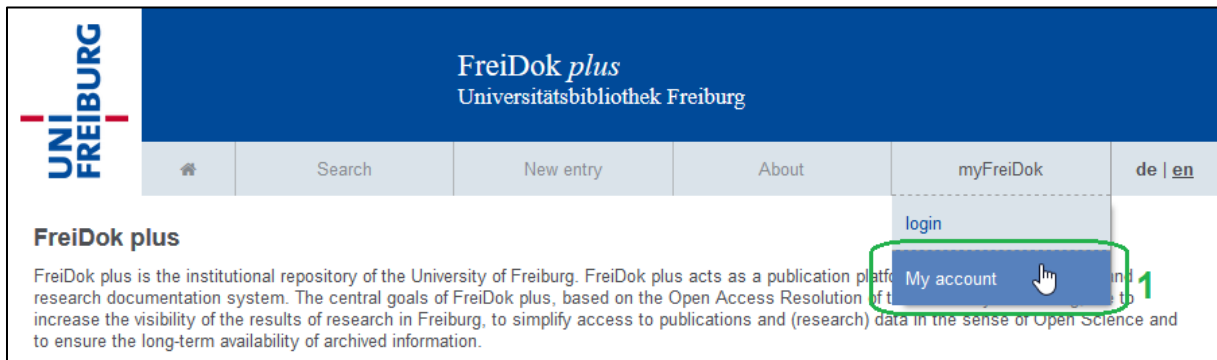 UNI
FREIBURG
FreiDok plus
Universitätsbibliothek Freiburg
Search
New entry
About
myFreiDok
de | en
login
My account
1
FreiDok plus
FreiDok plus is the institutional repository of the University of Freiburg. FreiDok plus acts as a publication and
research documentation system. The central goals of FreiDok plus, based on the Open Access Resolution of to
increase the visibility of the results of research in Freiburg, to simplify access to publications and (research) data in the sense of Open Science and
to ensure the long-term availability of archived information.